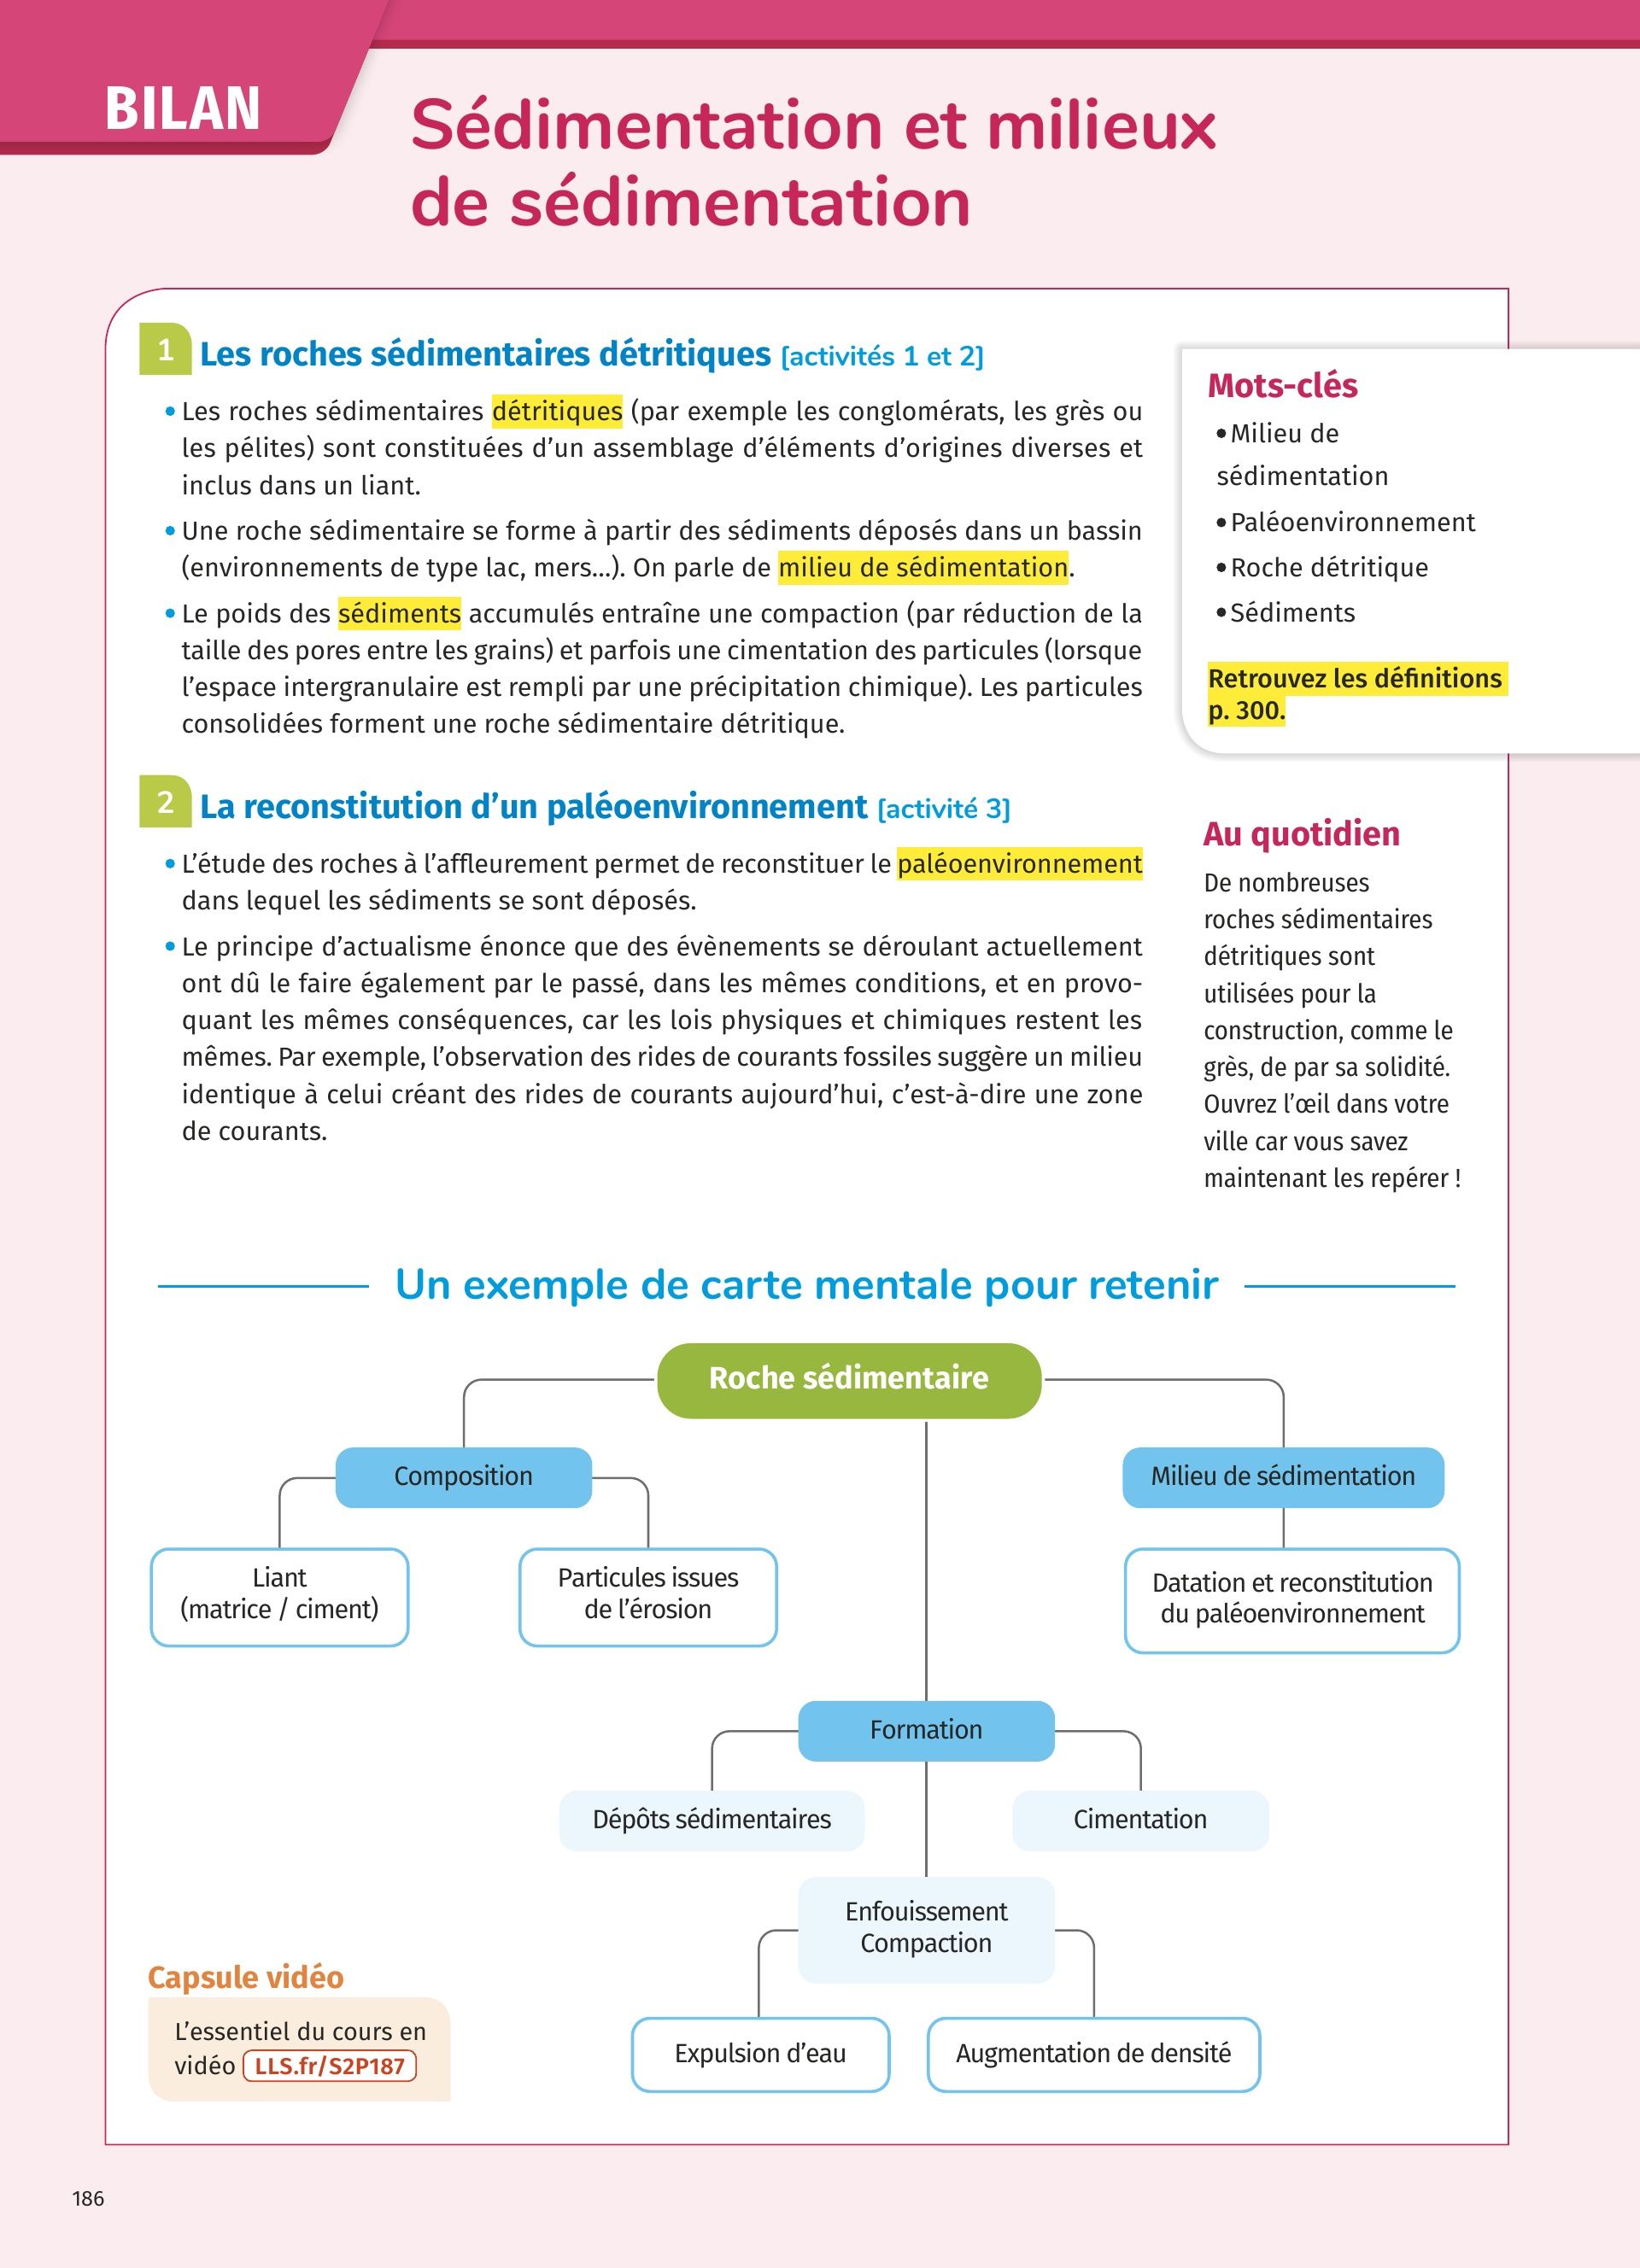 BILAN
Sédimentation et milieux
de sédimentation
1 Les roches sédimentaires détritiques [activités 1 et 2]
• Les roches sédimentaires détritiques (par exemple les conglomérats, les grès ou
les pélites) sont constituées d’un assemblage d’éléments d’origines diverses et
inclus dans un liant.
• Une roche sédimentaire se forme à partir des sédiments déposés dans un bassin
(environnements de type lac, mers...). On parle de milieu de sédimentation.
• Le poids des sédiments accumulés entraîne une compaction (par réduction de la
taille des pores entre les grains) et parfois une cimentation des particules (lorsque
l’espace intergranulaire est rempli par une précipitation chimique). Les particules
consolidées forment une roche sédimentaire détritique.
2 La reconstitution d’un paléoenvironnement [activité 3]
• L’étude des roches à l’affleurement permet de reconstituer le paléoenvironnement
dans lequel les sédiments se sont déposés.
• Le principe d’actualisme énonce que des évènements se déroulant actuellement
ont dû le faire également par le passé, dans les mêmes conditions, et en provo-
quant les mêmes conséquences, car les lois physiques et chimiques restent les
mêmes. Par exemple, l’observation des rides de courants fossiles suggère un milieu
identique à celui créant des rides de courants aujourd’hui, c’est-à-dire une zone
de courants.
Mots-clés
• Milieu de
sédimentation
• Paléoenvironnement
• Roche détritique
• Sédiments
Retrouvez les définitions
p. 300.
Au quotidien
De nombreuses
roches sédimentaires
détritiques sont
utilisées pour la
construction, comme le
grès, de par sa solidité.
Ouvrez l’œil dans votre
ville car vous savez
maintenant les repérer !
Un exemple de carte mentale pour retenir
Roche sédimentaire
Composition
Milieu de sédimentation
Liant
(matrice / ciment)
Particules issues
de l’érosion
Datation et reconstitution
du paléoenvironnement
Formation
Dépôts sédimentaires
Cimentation
Enfouissement
Compaction
Expulsion d’eau
Augmentation de densité
Capsule vidéo
L’essentiel du cours en
vidéo LLS.fr/S2P187
186